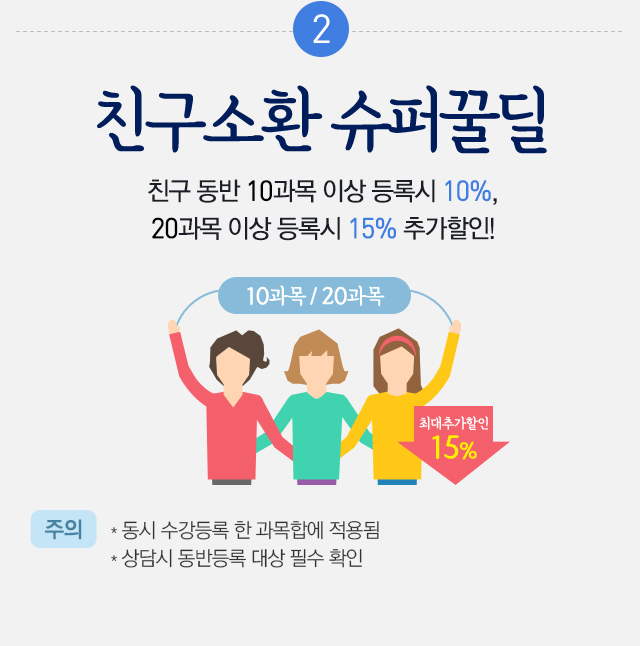 2
친구소환 슈퍼꿀딜
친구 동반 10과목 이상 등록시 10%,
20과목 이상 등록시 15% 추가할인!
10과목 / 20과목
최대추가할인
15%
주의
* 동시 수강등록 한 과목합에 적용됨
* 상담시 동반등록 대상 필수 확인